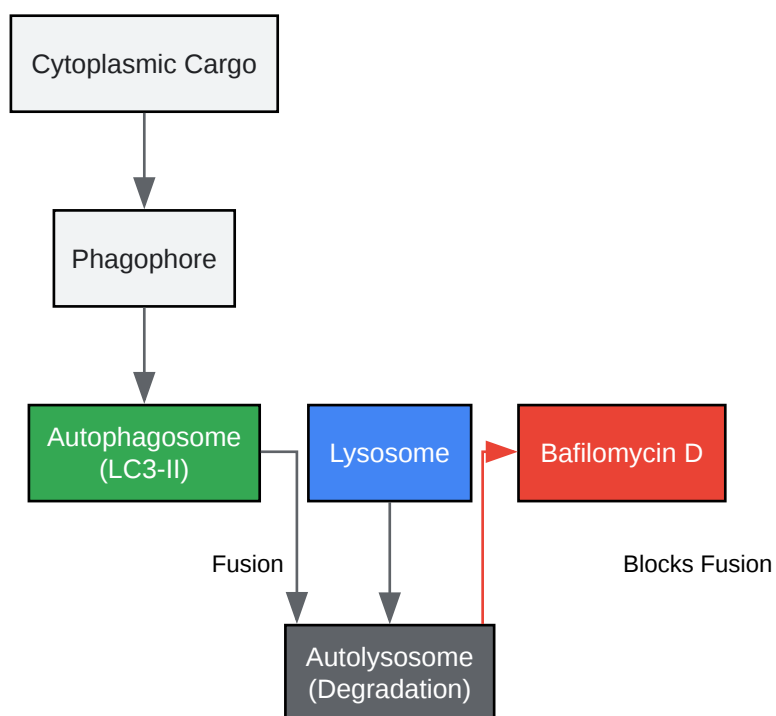 Cytoplasmic Cargo
Phagophore
Autophagosome
(LC3-II)
Lysosome
Bafilomycin D
Fusion
Blocks Fusion
Autolysosome
(Degradation)